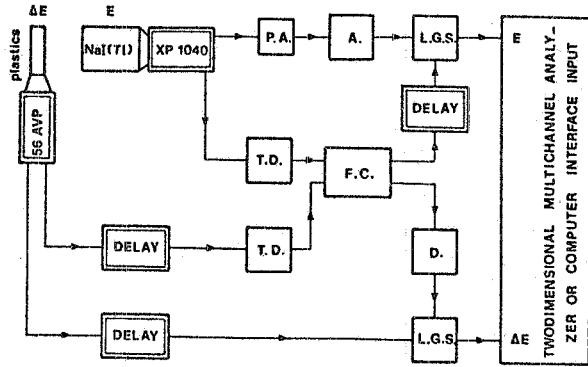 ΔE
E
plastics
56 AVP
NaI(Tl)
XP 1040
P.A.
A.
L.G.S.
E
DELAY
T.D.
F.C.
DELAY
T.D.
D.
DELAY
L.G.S.
ΔE
TWODIMENSIONAL MULTICHANNEL ANALY-
ZER OR COMPUTER INTERFACE INPUT